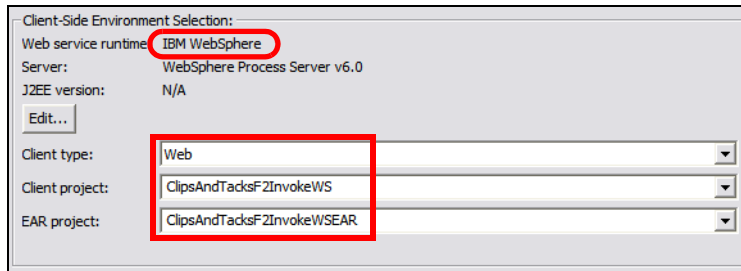 Client-Side Environment Selection:
Web service runtime: IBM WebSphere
Server: WebSphere Process Server v6.0
J2EE version: N/A
Edit...
Client type: Web
Client project: ClipsAndTacksF2InvokeWS
EAR project: ClipsAndTacksF2InvokeWSEAR